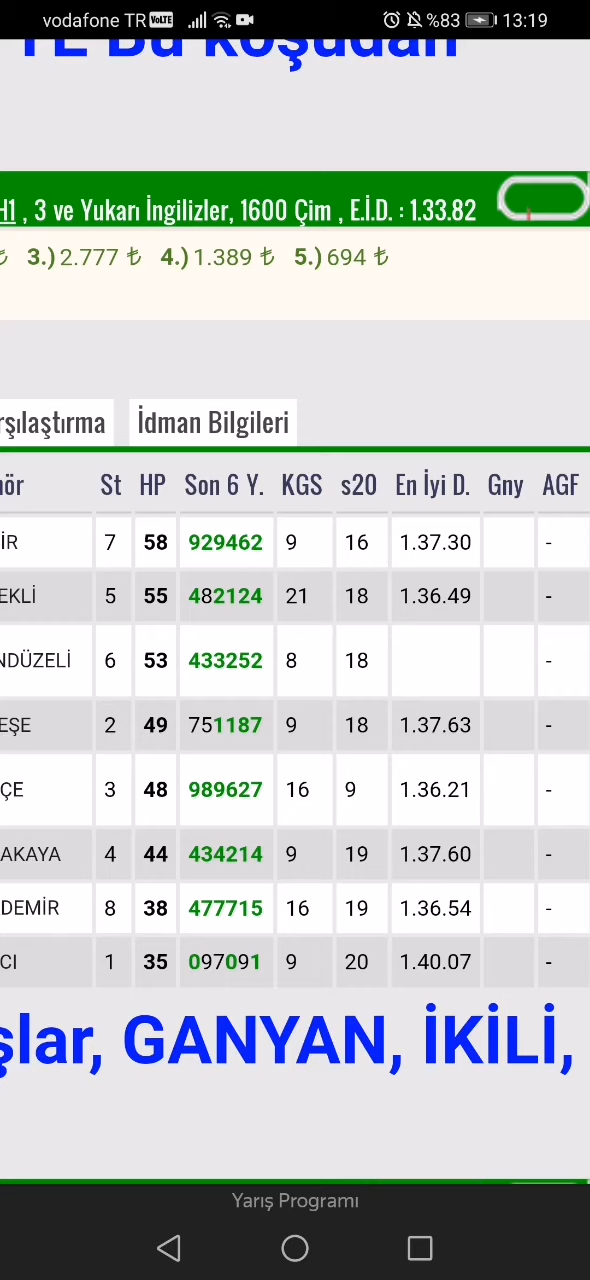 vodafone TR VoLTE %83 13:19
TE Bu koşudan
H1 , 3 ve Yukarı İngilizler, 1600 Çim , E.İ.D. : 1.33.82
₺ 3.) 2.777 ₺ 4.) 1.389 ₺ 5.) 694 ₺
rşılaştırma İdman Bilgileri
ör St HP Son 6 Y. KGS s20 En İyi D. Gny AGF
İR 7 58 929462 9 16 1.37.30 -
EKLİ 5 55 482124 21 18 1.36.49 -
NDÜZELİ 6 53 433252 8 18 -
EŞE 2 49 751187 9 18 1.37.63 -
ÇE 3 48 989627 16 9 1.36.21 -
AKAYA 4 44 434214 9 19 1.37.60 -
DEMİR 8 38 477715 16 19 1.36.54 -
CI 1 35 097091 9 20 1.40.07 -
şlar, GANYAN, İKİLİ,
Yarış Programı